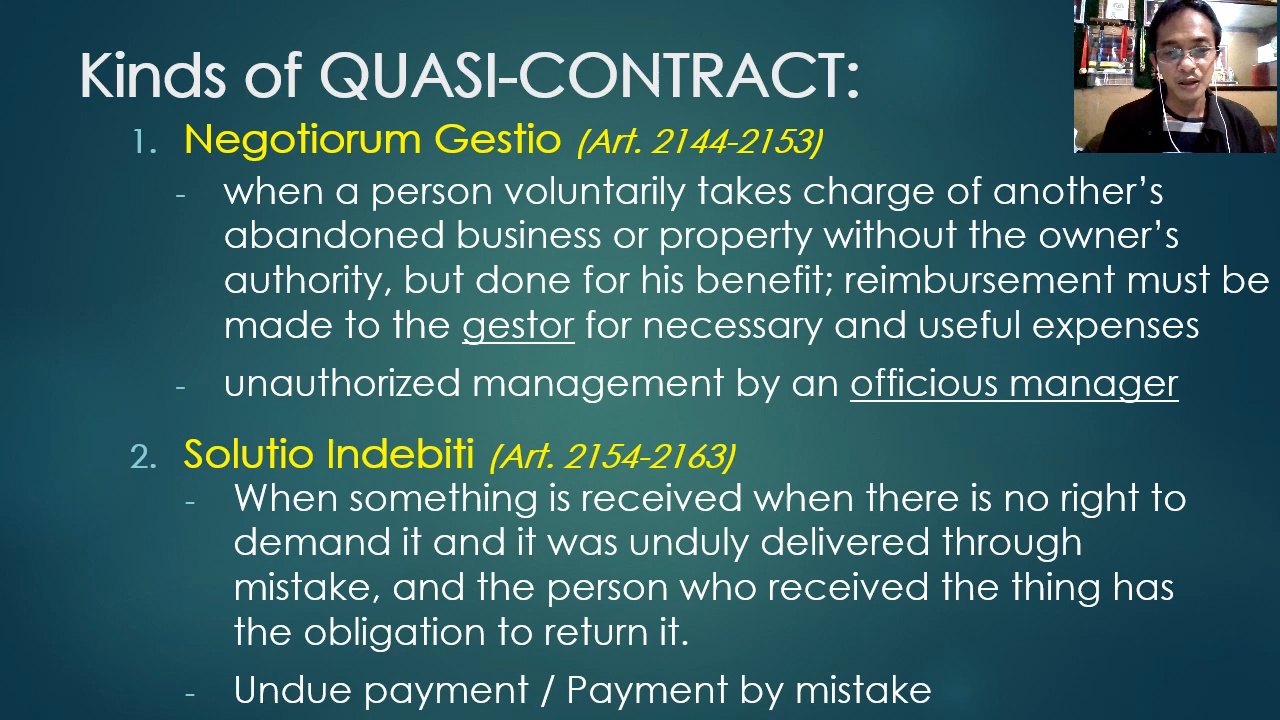 Kinds of QUASI-CONTRACT:
1. Negotiorum Gestio (Art. 2144-2153)
- when a person voluntarily takes charge of another’s
abandoned business or property without the owner’s
authority, but done for his benefit; reimbursement must be
made to the gestor for necessary and useful expenses
- unauthorized management by an officious manager
2. Solutio Indebiti (Art. 2154-2163)
- When something is received when there is no right to
demand it and it was unduly delivered through
mistake, and the person who received the thing has
the obligation to return it.
- Undue payment / Payment by mistake